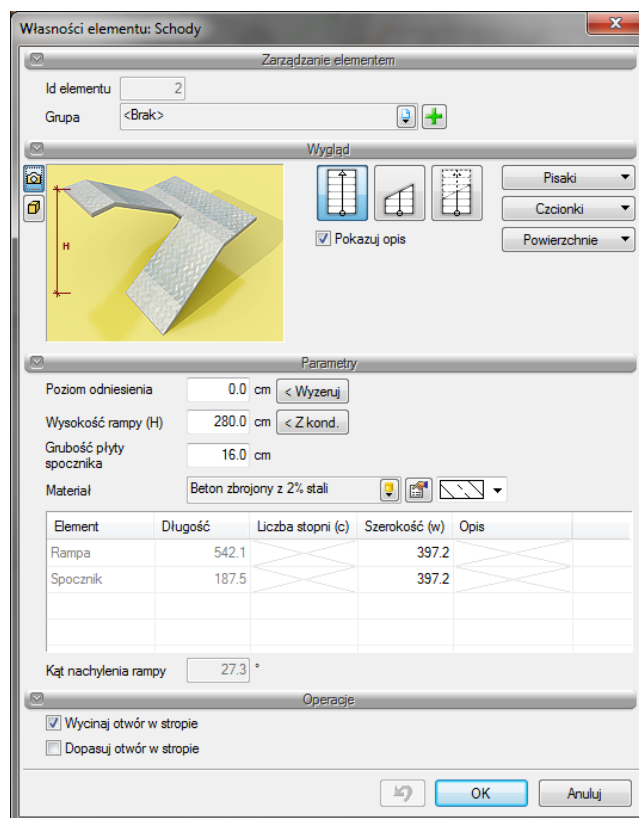 Własności elementu: Schody
Zarządzanie elementem
Id elementu 2
Grupa <Brak>
Wygląd
H
Pokazuj opis
Pisaki
Czcionki
Powierzchnie
Parametry
Poziom odniesienia 0.0 cm < Wyzeruj
Wysokość rampy (H) 280.0 cm < Z kond.
Grubość płyty
spocznika 16.0 cm
Materiał Beton zbrojony z 2% stali
Element Długość Liczba stopni (c) Szerokość (w) Opis
Rampa 542.1 397.2
Spocznik 187.5 397.2
Kąt nachylenia rampy 27.3 °
Operacje
Wycinaj otwór w stropie
Dopasuj otwór w stropie
OK Anuluj